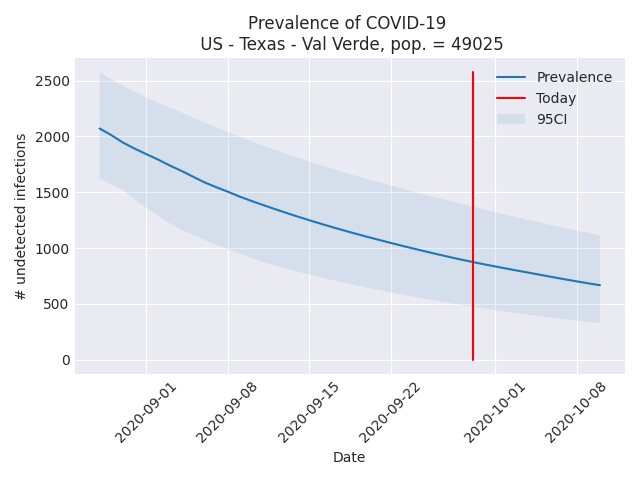 Prevalence of COVID-19
US - Texas - Val Verde, pop. = 49025
Prevalence
Today
95CI
# undetected infections
2500
2000
1500
1000
500
0
2020-09-01
2020-09-08
2020-09-15
2020-09-22
2020-10-01
2020-10-08
Date